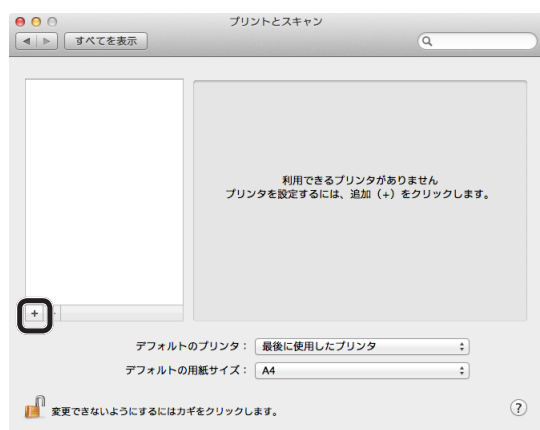 プリントとスキャン
すべてを表示
利用できるプリンタがありません
プリンタを設定するには、追加（+）をクリックします。
+
デフォルトのプリンタ： 最後に使用したプリンタ
デフォルトの用紙サイズ： A4
変更できないようにするにはカギをクリックします。 ?